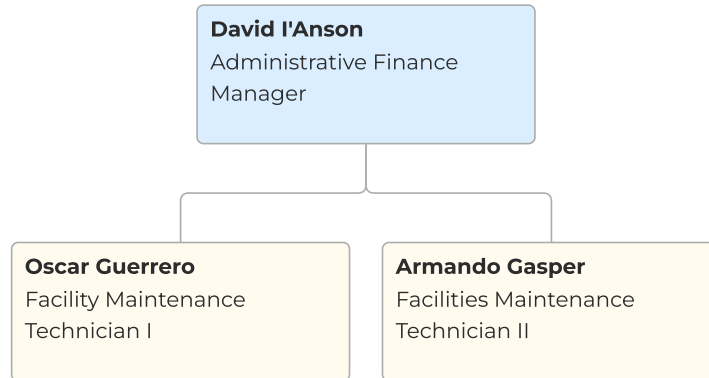 David I'Anson
Administrative Finance
Manager
Oscar Guerrero
Facility Maintenance
Technician I
Armando Gasper
Facilities Maintenance
Technician II